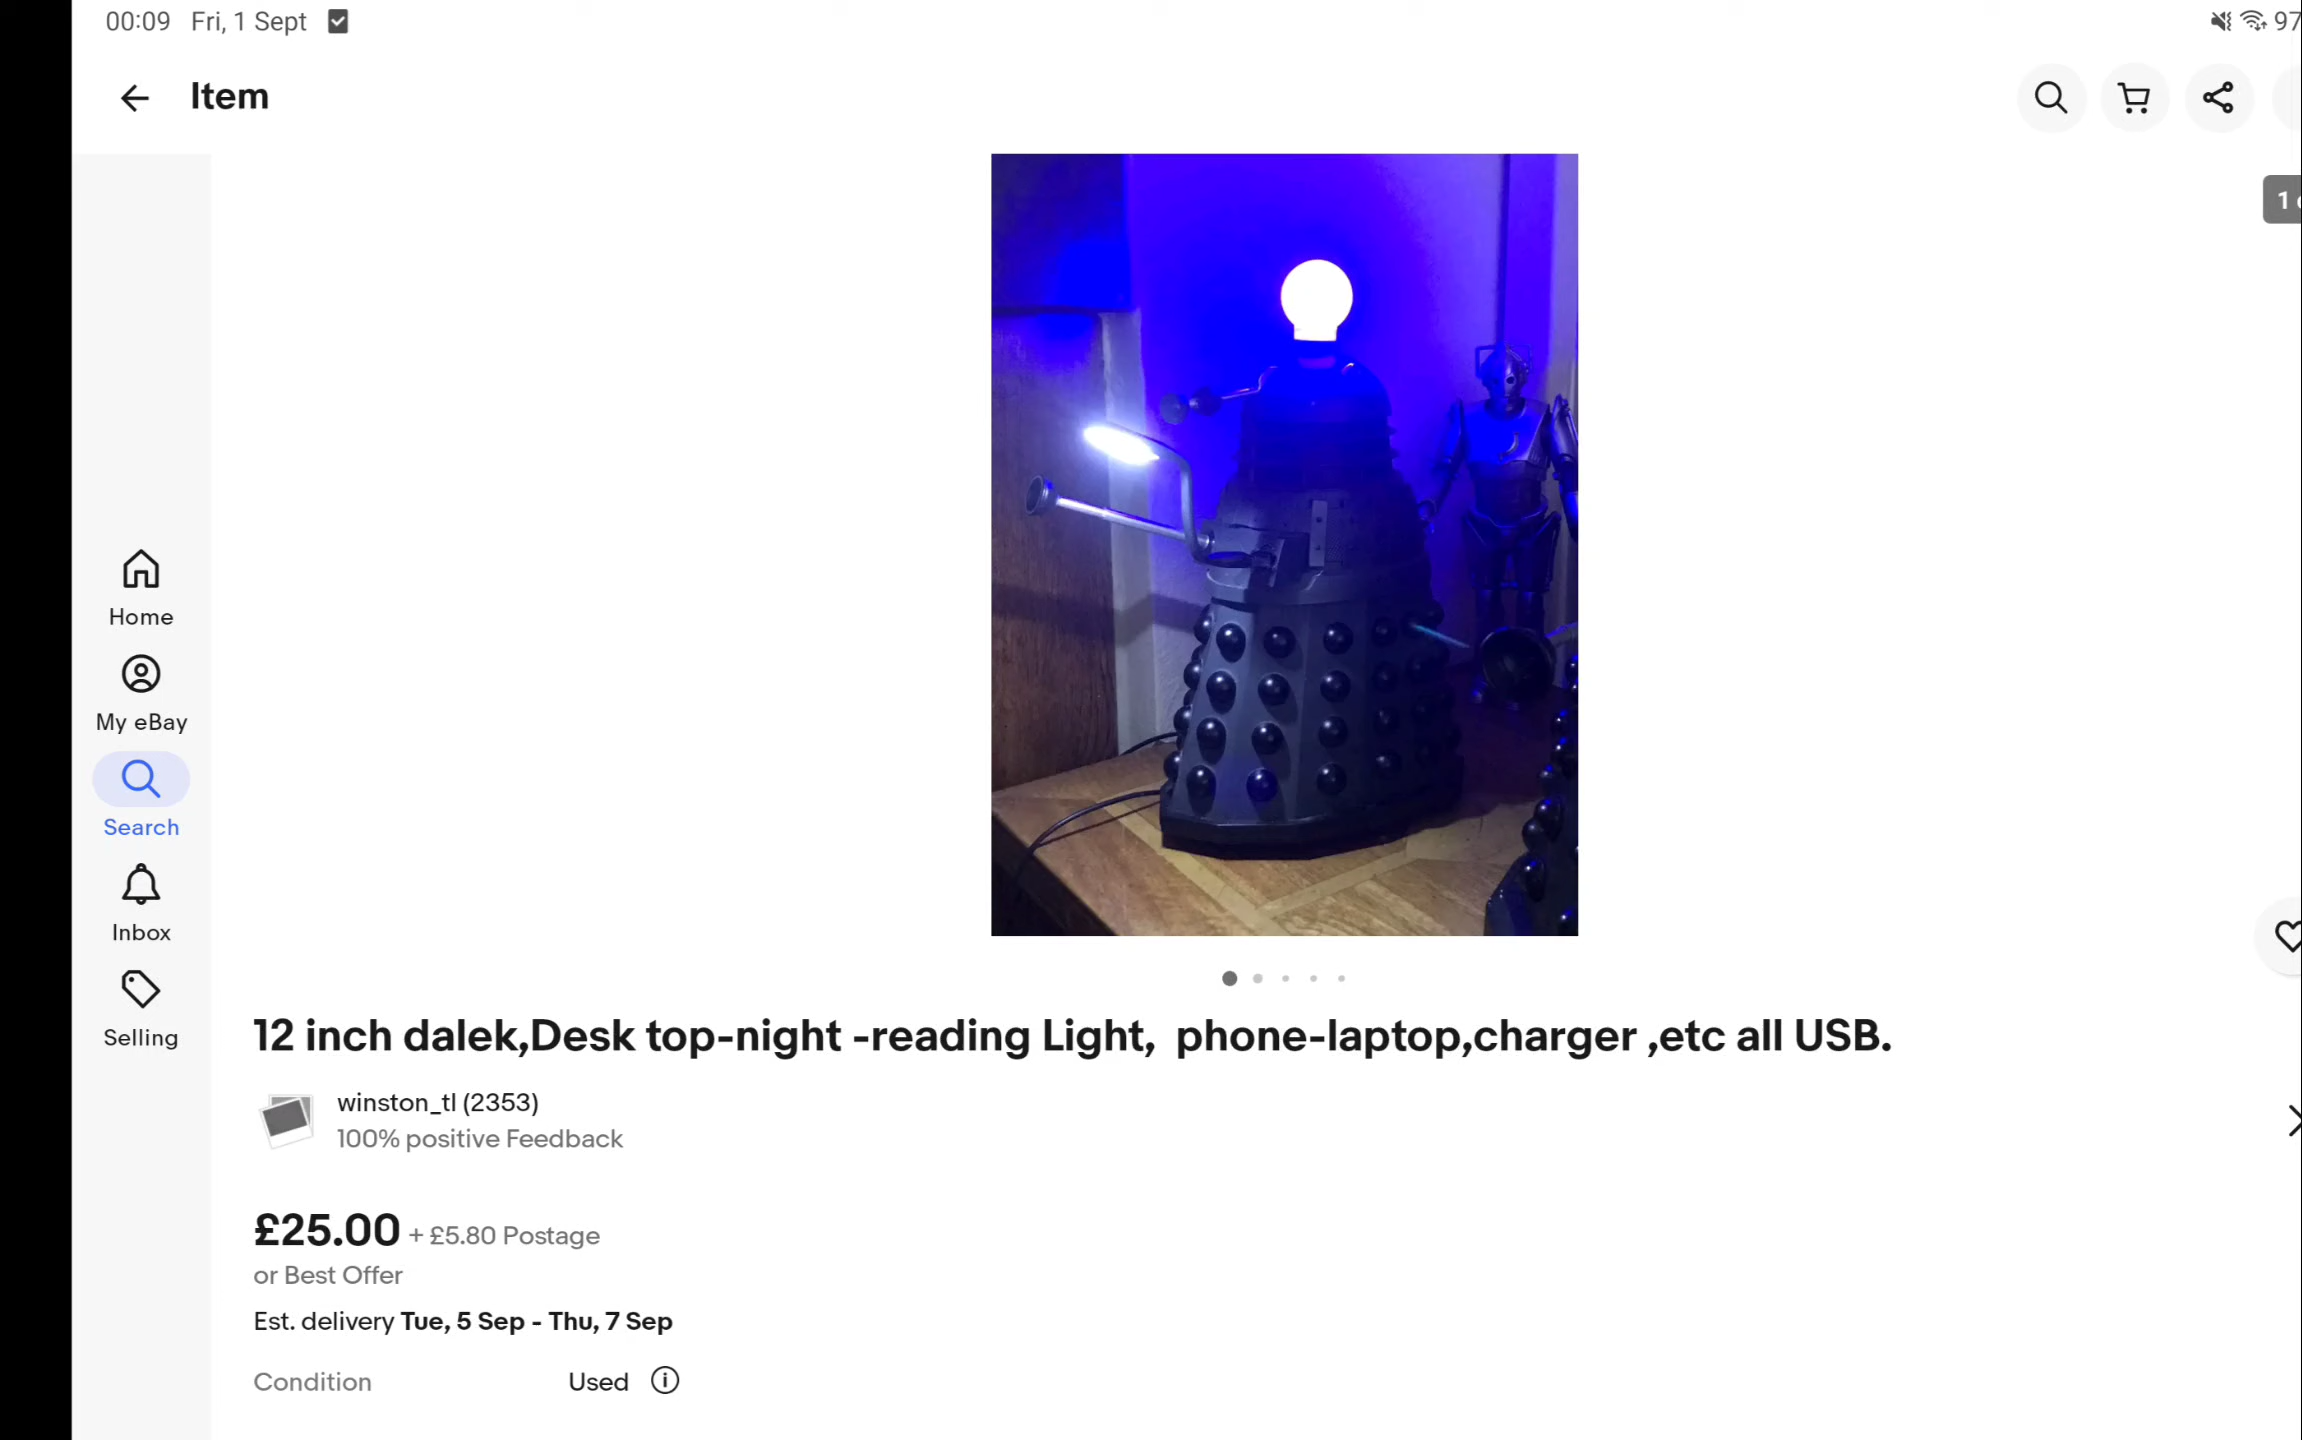 00:09 Fri, 1 Sept 97
Item
1
Home
My eBay
Search
Inbox
Selling
12 inch dalek,Desk top-night -reading Light,  phone-laptop,charger ,etc all USB.
winston_tl (2353)
100% positive Feedback
£25.00 + £5.80 Postage
or Best Offer
Est. delivery Tue, 5 Sep - Thu, 7 Sep
Condition Used